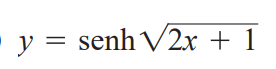 y = senh√(2x + 1)